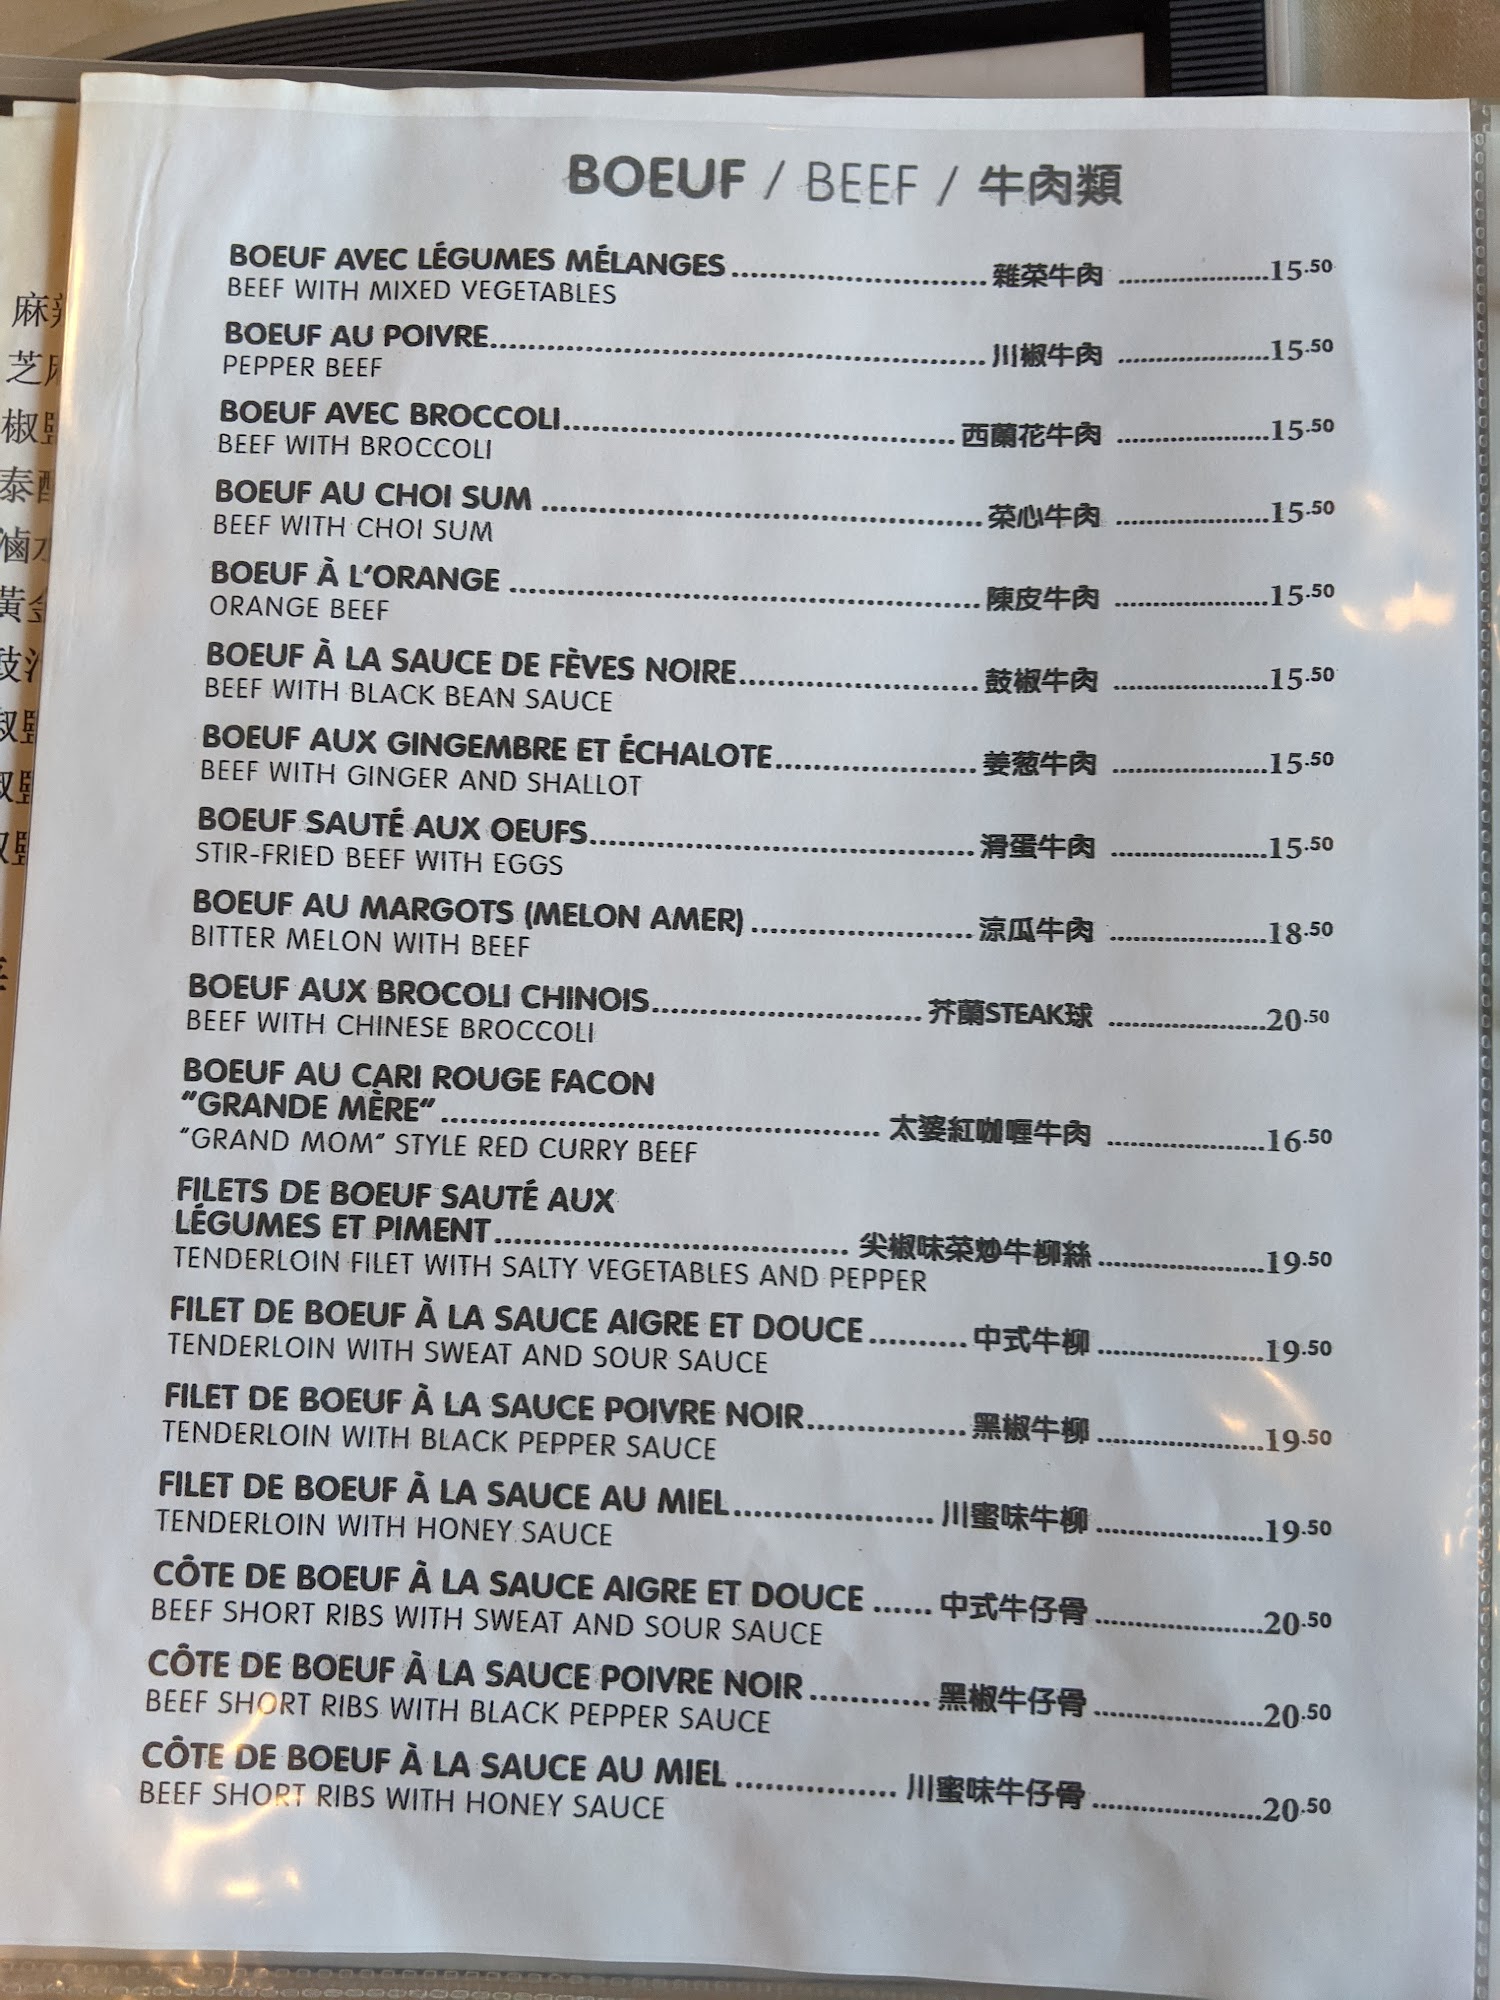 BOEUF / BEEF / 牛肉類
BOEUF AVEC LÉGUMES MÉLANGES ........ 雜菜牛肉 ........ 15.50
BEEF WITH MIXED VEGETABLES
BOEUF AU POIVRE ........ 川椒牛肉 ........ 15.50
PEPPER BEEF
BOEUF AVEC BROCCOLI ........ 西蘭花牛肉 ........ 15.50
BEEF WITH BROCCOLI
BOEUF AU CHOI SUM ........ 菜心牛肉 ........ 15.50
BEEF WITH CHOI SUM
BOEUF À L'ORANGE ........ 陳皮牛肉 ........ 15.50
ORANGE BEEF
BOEUF À LA SAUCE DE FÈVES NOIRE ........ 鼓椒牛肉 ........ 15.50
BEEF WITH BLACK BEAN SAUCE
BOEUF AUX GINGEMBRE ET ÉCHALOTE ........ 姜葱牛肉 ........ 15.50
BEEF WITH GINGER AND SHALLOT
BOEUF SAUTÉ AUX OEUFS ........ 滑蛋牛肉 ........ 15.50
STIR-FRIED BEEF WITH EGGS
BOEUF AU MARGOTS (MELON AMER) ........ 涼瓜牛肉 ........ 18.50
BITTER MELON WITH BEEF
BOEUF AUX BROCOLI CHINOIS ........ 芥蘭STEAK球 ........ 20.50
BEEF WITH CHINESE BROCCOLI
BOEUF AU CARI ROUGE FACON
"GRANDE MÈRE" ........ 太婆紅咖喱牛肉 ........ 16.50
"GRAND MOM" STYLE RED CURRY BEEF
FILETS DE BOEUF SAUTÉ AUX
LÉGUMES ET PIMENT ........ 尖椒味菜炒牛柳絲 ........ 19.50
TENDERLOIN FILET WITH SALTY VEGETABLES AND PEPPER
FILET DE BOEUF À LA SAUCE AIGRE ET DOUCE ........ 中式牛柳 ........ 19.50
TENDERLOIN WITH SWEAT AND SOUR SAUCE
FILET DE BOEUF À LA SAUCE POIVRE NOIR ........ 黑椒牛柳 ........ 19.50
TENDERLOIN WITH BLACK PEPPER SAUCE
FILET DE BOEUF À LA SAUCE AU MIEL ........ 川蜜味牛柳 ........ 19.50
TENDERLOIN WITH HONEY SAUCE
CÔTE DE BOEUF À LA SAUCE AIGRE ET DOUCE ...... 中式牛仔骨 ........ 20.50
BEEF SHORT RIBS WITH SWEAT AND SOUR SAUCE
CÔTE DE BOEUF À LA SAUCE POIVRE NOIR ........ 黑椒牛仔骨 ........ 20.50
BEEF SHORT RIBS WITH BLACK PEPPER SAUCE
CÔTE DE BOEUF À LA SAUCE AU MIEL ........ 川蜜味牛仔骨 ........ 20.50
BEEF SHORT RIBS WITH HONEY SAUCE